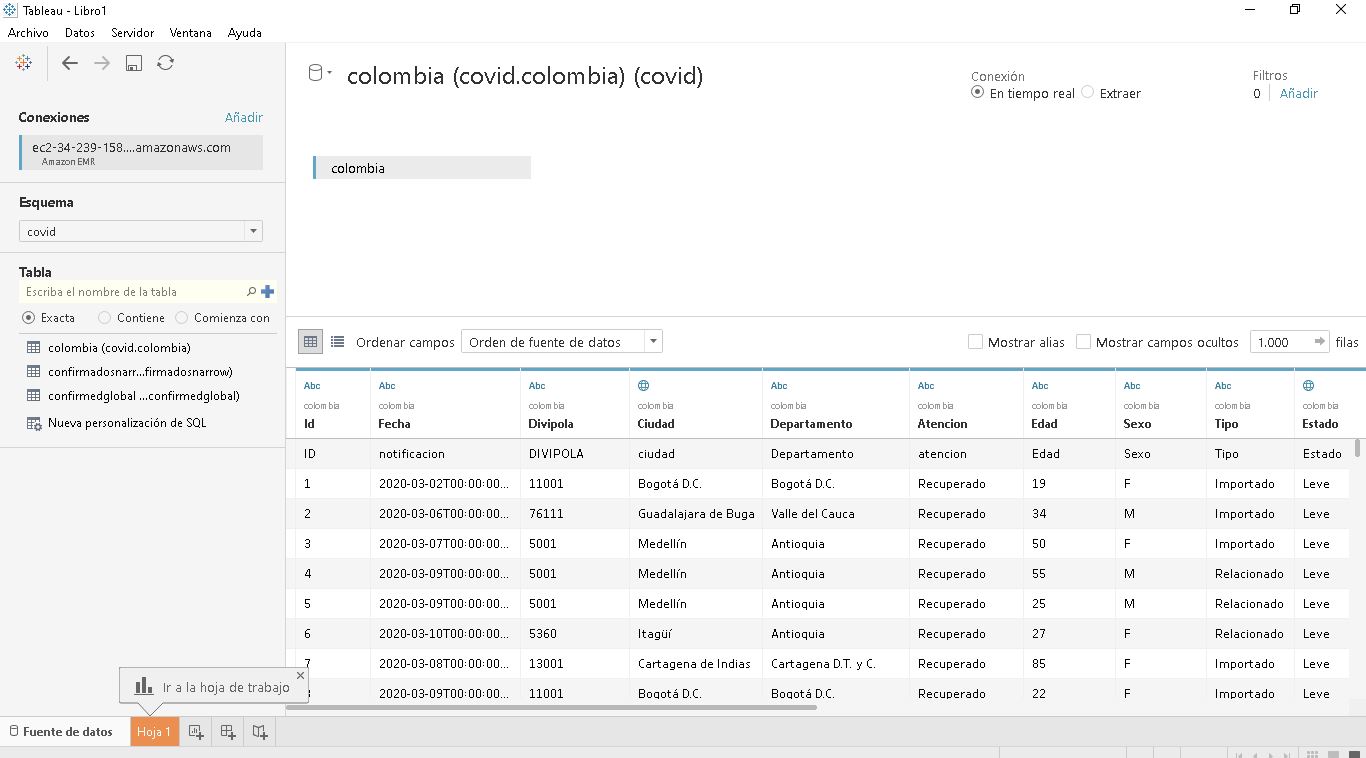 Tableau - Libro1
Archivo Datos Servidor Ventana Ayuda
colombia (covid.colombia) (covid)
Conexión
En tiempo real Extraer
Filtros
0 Añadir
Conexiones Añadir
ec2-34-239-158....amazonaws.com
Amazon EMR
colombia
Esquema
covid
Tabla
Escriba el nombre de la tabla
Exacta Contiene Comienza con
colombia (covid.colombia)
confirmadosnarr...firmadosnarrow)
confirmedglobal ...confirmedglobal)
Nueva personalización de SQL
Ordenar campos Orden de fuente de datos Mostrar alias Mostrar campos ocultos 1.000 filas
Abc Abc Abc Abc Abc Abc Abc Abc
colombia colombia colombia colombia colombia colombia colombia colombia colombia colombia
Id Fecha Divipola Ciudad Departamento Atencion Edad Sexo Tipo Estado
ID notificacion DIVIPOLA ciudad Departamento atencion Edad Sexo Tipo Estado
1 2020-03-02T00:00:00... 11001 Bogotá D.C. Bogotá D.C. Recuperado 19 F Importado Leve
2 2020-03-06T00:00:00... 76111 Guadalajara de Buga Valle del Cauca Recuperado 34 M Importado Leve
3 2020-03-07T00:00:00... 5001 Medellín Antioquia Recuperado 50 F Importado Leve
4 2020-03-09T00:00:00... 5001 Medellín Antioquia Recuperado 55 M Relacionado Leve
5 2020-03-09T00:00:00... 5001 Medellín Antioquia Recuperado 25 M Relacionado Leve
6 2020-03-10T00:00:00... 5360 Itagüí Antioquia Recuperado 27 F Relacionado Leve
7 2020-03-08T00:00:00... 13001 Cartagena de Indias Cartagena D.T. y C. Recuperado 85 F Importado Leve
2020-03-09T00:00:00... 11001 Bogotá D.C. Bogotá D.C. Recuperado 22 F Importado Leve
Ir a la hoja de trabajo
Fuente de datos Hoja 1